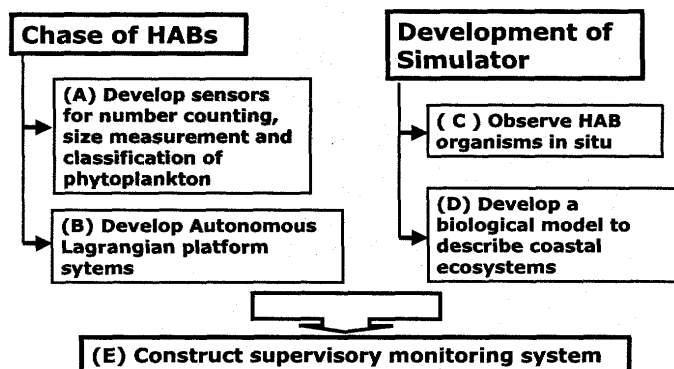 Chase of HABs
(A) Develop sensors
for number counting,
size measurement and
classification of
phytoplankton
(B) Develop Autonomous
Lagrangian platform
sytems
Development of
Simulator
( C ) Observe HAB
organisms in situ
(D) Develop a
biological model to
describe coastal
ecosystems
(E) Construct supervisory monitoring system